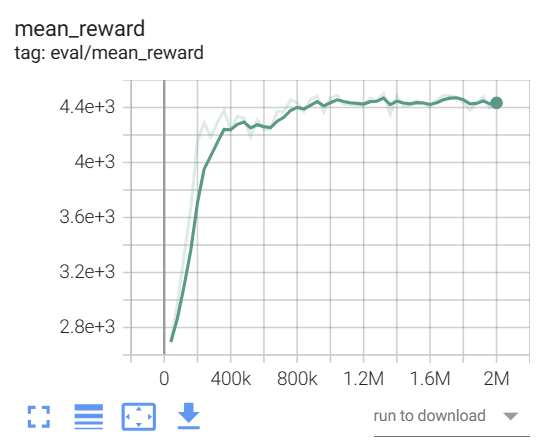 mean_reward
tag: eval/mean_reward
4.4e+3
4e+3
3.6e+3
3.2e+3
2.8e+3
0 400k 800k 1.2M 1.6M 2M
run to download